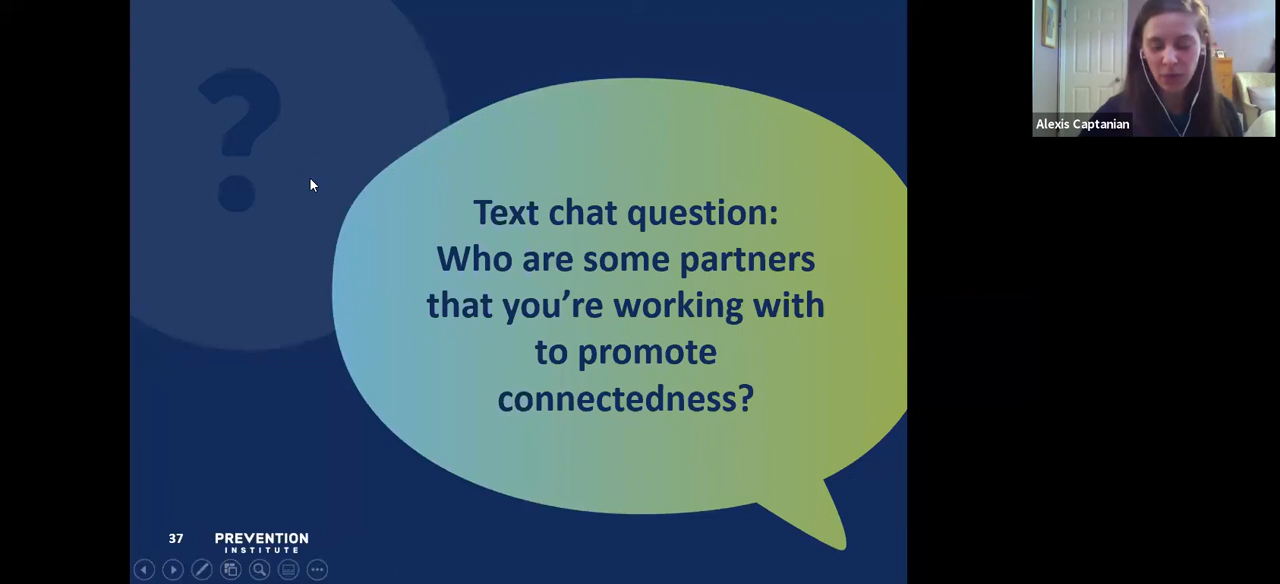 ?
Text chat question:
Who are some partners
that you’re working with
to promote
connectedness?
Alexis Captanian
37
PREVENTION
INSTITUTE